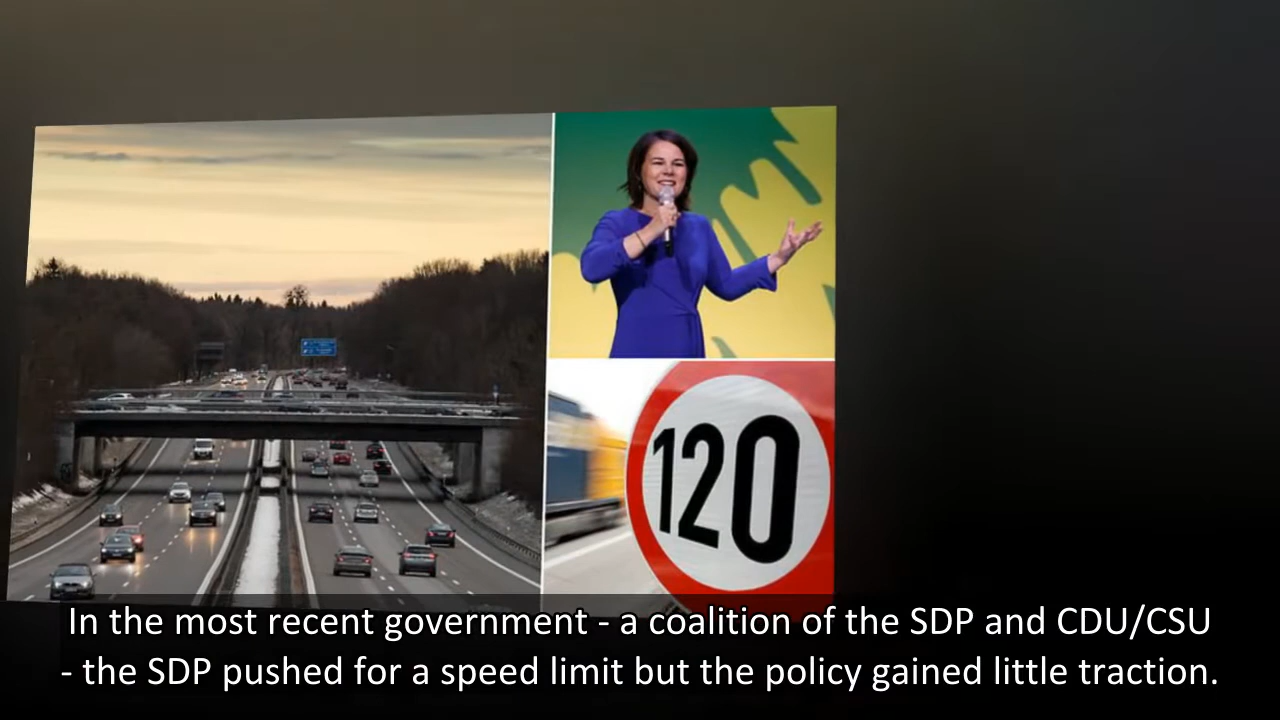 120
In the most recent government - a coalition of the SDP and CDU/CSU
- the SDP pushed for a speed limit but the policy gained little traction.